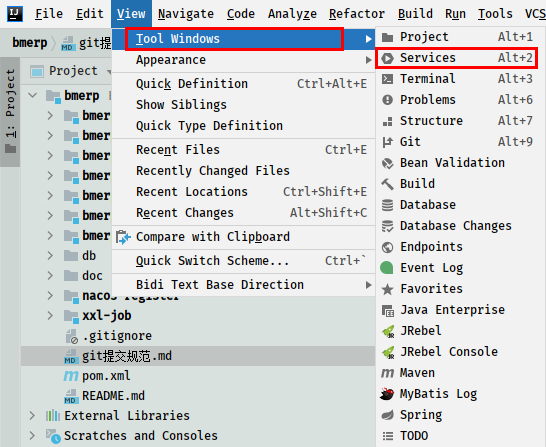 File Edit View Navigate Code Analyze Refactor Build Run Tools VCS
bmerp git提
1: Project
Project
bmerp
bmer
bmer
bmer
bmer
bmer
bmer
bmer
db
doc
nacos-register
xxl-job
.gitignore
git提交规范.md
pom.xml
README.md
External Libraries
Scratches and Consoles
Tool Windows
Appearance
Quick Definition Ctrl+Alt+E
Show Siblings
Quick Type Definition
Recent Files Ctrl+E
Recently Changed Files
Recent Locations Ctrl+Shift+E
Recent Changes Alt+Shift+C
Compare with Clipboard
Quick Switch Scheme... Ctrl+`
Bidi Text Base Direction
Project Alt+1
Services Alt+2
Terminal Alt+3
Problems Alt+6
Structure Alt+7
Git Alt+9
Bean Validation
Build
Database
Database Changes
Endpoints
Event Log
Favorites
Java Enterprise
JRebel
JRebel Console
Maven
MyBatis Log
Spring
TODO